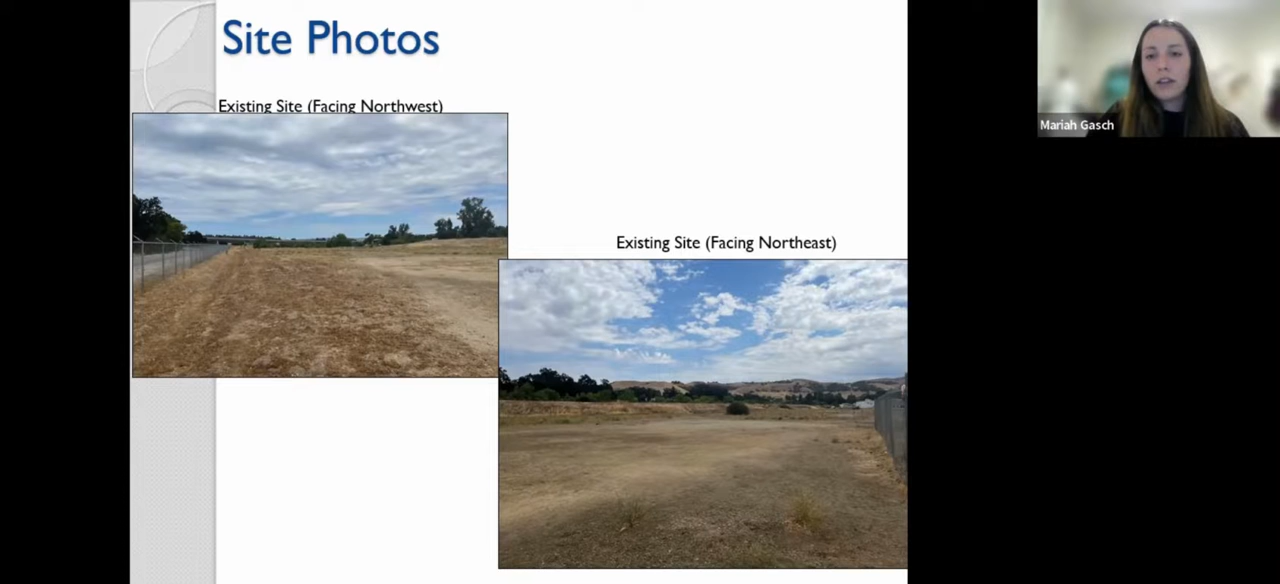 Site Photos
Existing Site (Facing Northwest)
Existing Site (Facing Northeast)
Mariah Gasch